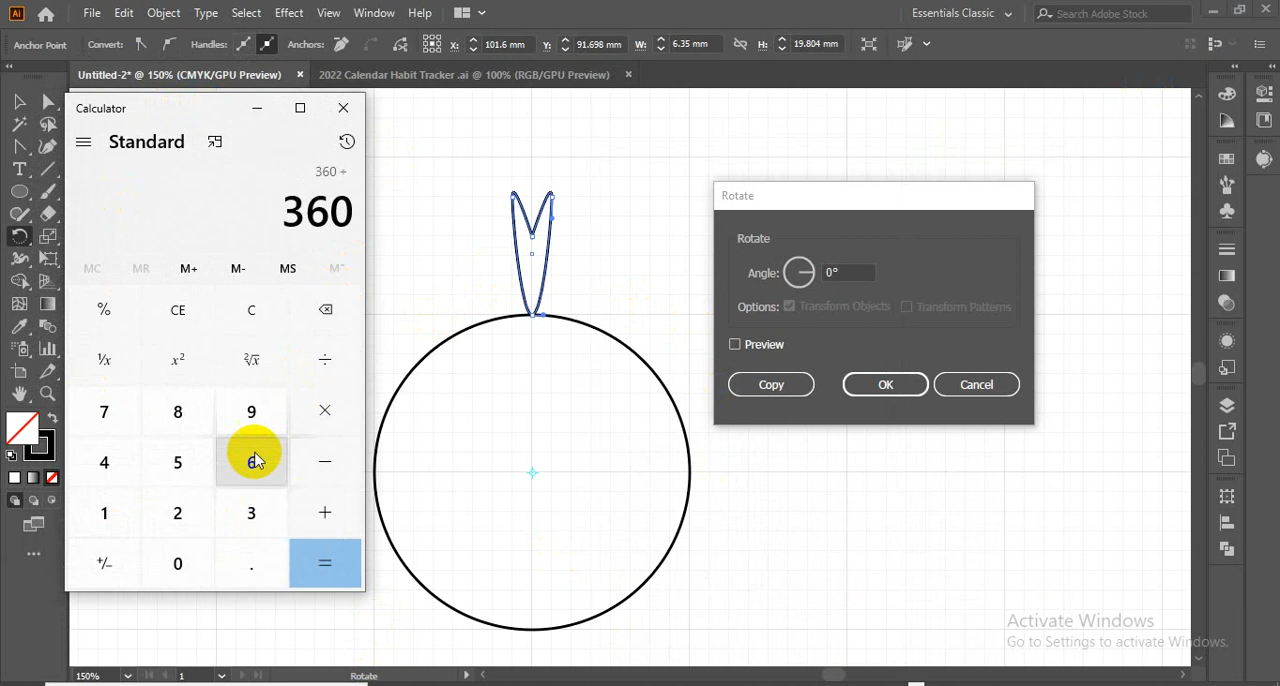 Ai File Edit Object Type Select Effect View Window Help Essentials Classic Search Adobe Stock
Anchor Point Convert: Handles: Anchors: X: 101.6 mm Y: 91.698 mm W: 6.35 mm H: 19.804 mm
Untitled-2* @ 150% (CMYK/GPU Preview) × 2022 Calendar Habit Tracker .ai @ 100% (RGB/GPU Preview) ×
Calculator
Standard
360 ÷
360
MC MR M+ M- MS M˅
% CE C
¹/x x² ²√x ÷
7 8 9 ×
4 5 6 −
1 2 3 +
+/− 0 . =
Rotate
Rotate
Angle: 0°
Options: Transform Objects Transform Patterns
Preview
Copy OK Cancel
Activate Windows
Go to Settings to activate Windows.
150% 1 Rotate